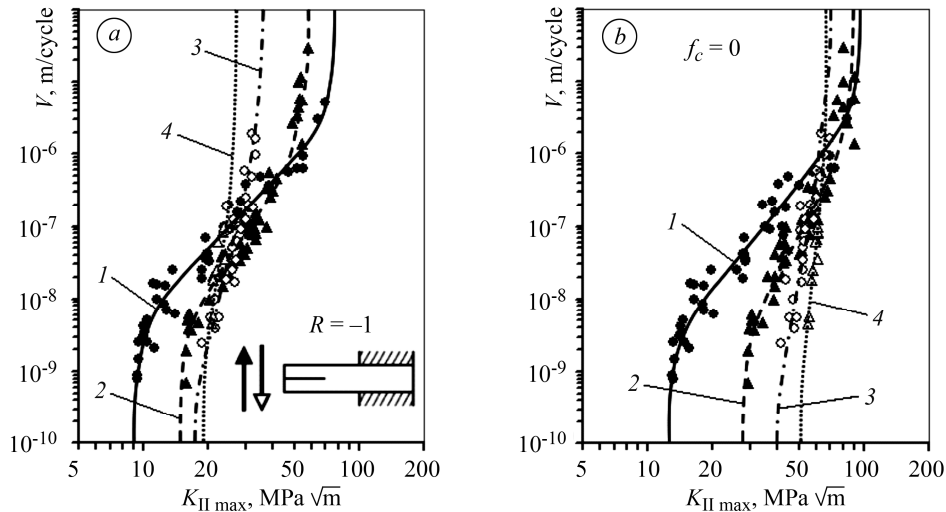 a
V, m/cycle
10⁻⁶
10⁻⁷
10⁻⁸
10⁻⁹
10⁻¹⁰
3
4
1
2
R = –1
5 10 20 50 100 200
K_II max, MPa √m
b
V, m/cycle
f_c = 0
10⁻⁶
10⁻⁷
10⁻⁸
10⁻⁹
10⁻¹⁰
1
4
2
3
5 10 20 50 100 200
K_II max, MPa √m